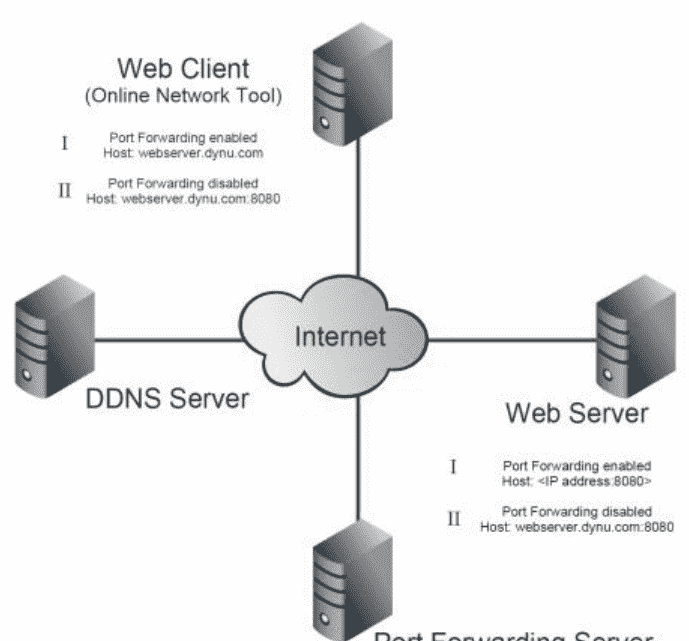 Web Client
(Online Network Tool)
I Port Forwarding enabled
Host: webserver.dynu.com
II Port Forwarding disabled
Host: webserver.dynu.com:8080
Internet
DDNS Server
Web Server
I Port Forwarding enabled
Host: <IP address:8080>
II Port Forwarding disabled
Host: webserver.dynu.com:8080
Port Forwarding Server